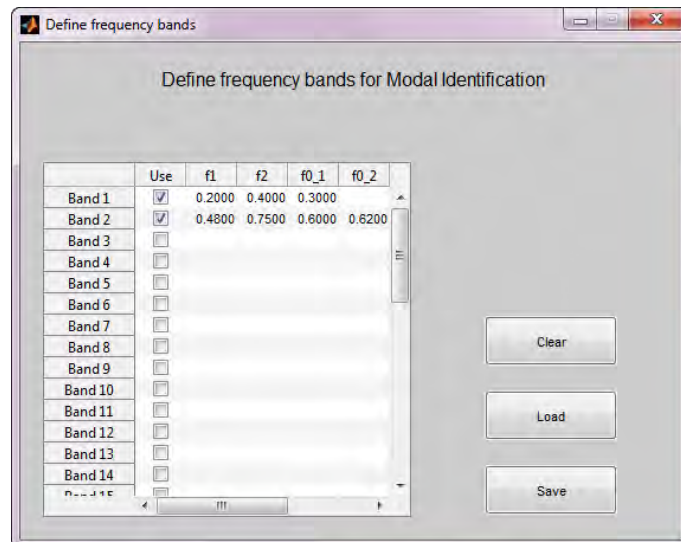 Define frequency bands
Define frequency bands for Modal Identification
Use f1 f2 f0_1 f0_2
Band 1 0.2000 0.4000 0.3000
Band 2 0.4800 0.7500 0.6000 0.6200
Band 3
Band 4
Band 5
Band 6
Band 7
Band 8
Band 9
Band 10
Band 11
Band 12
Band 13
Band 14
Clear
Load
Save